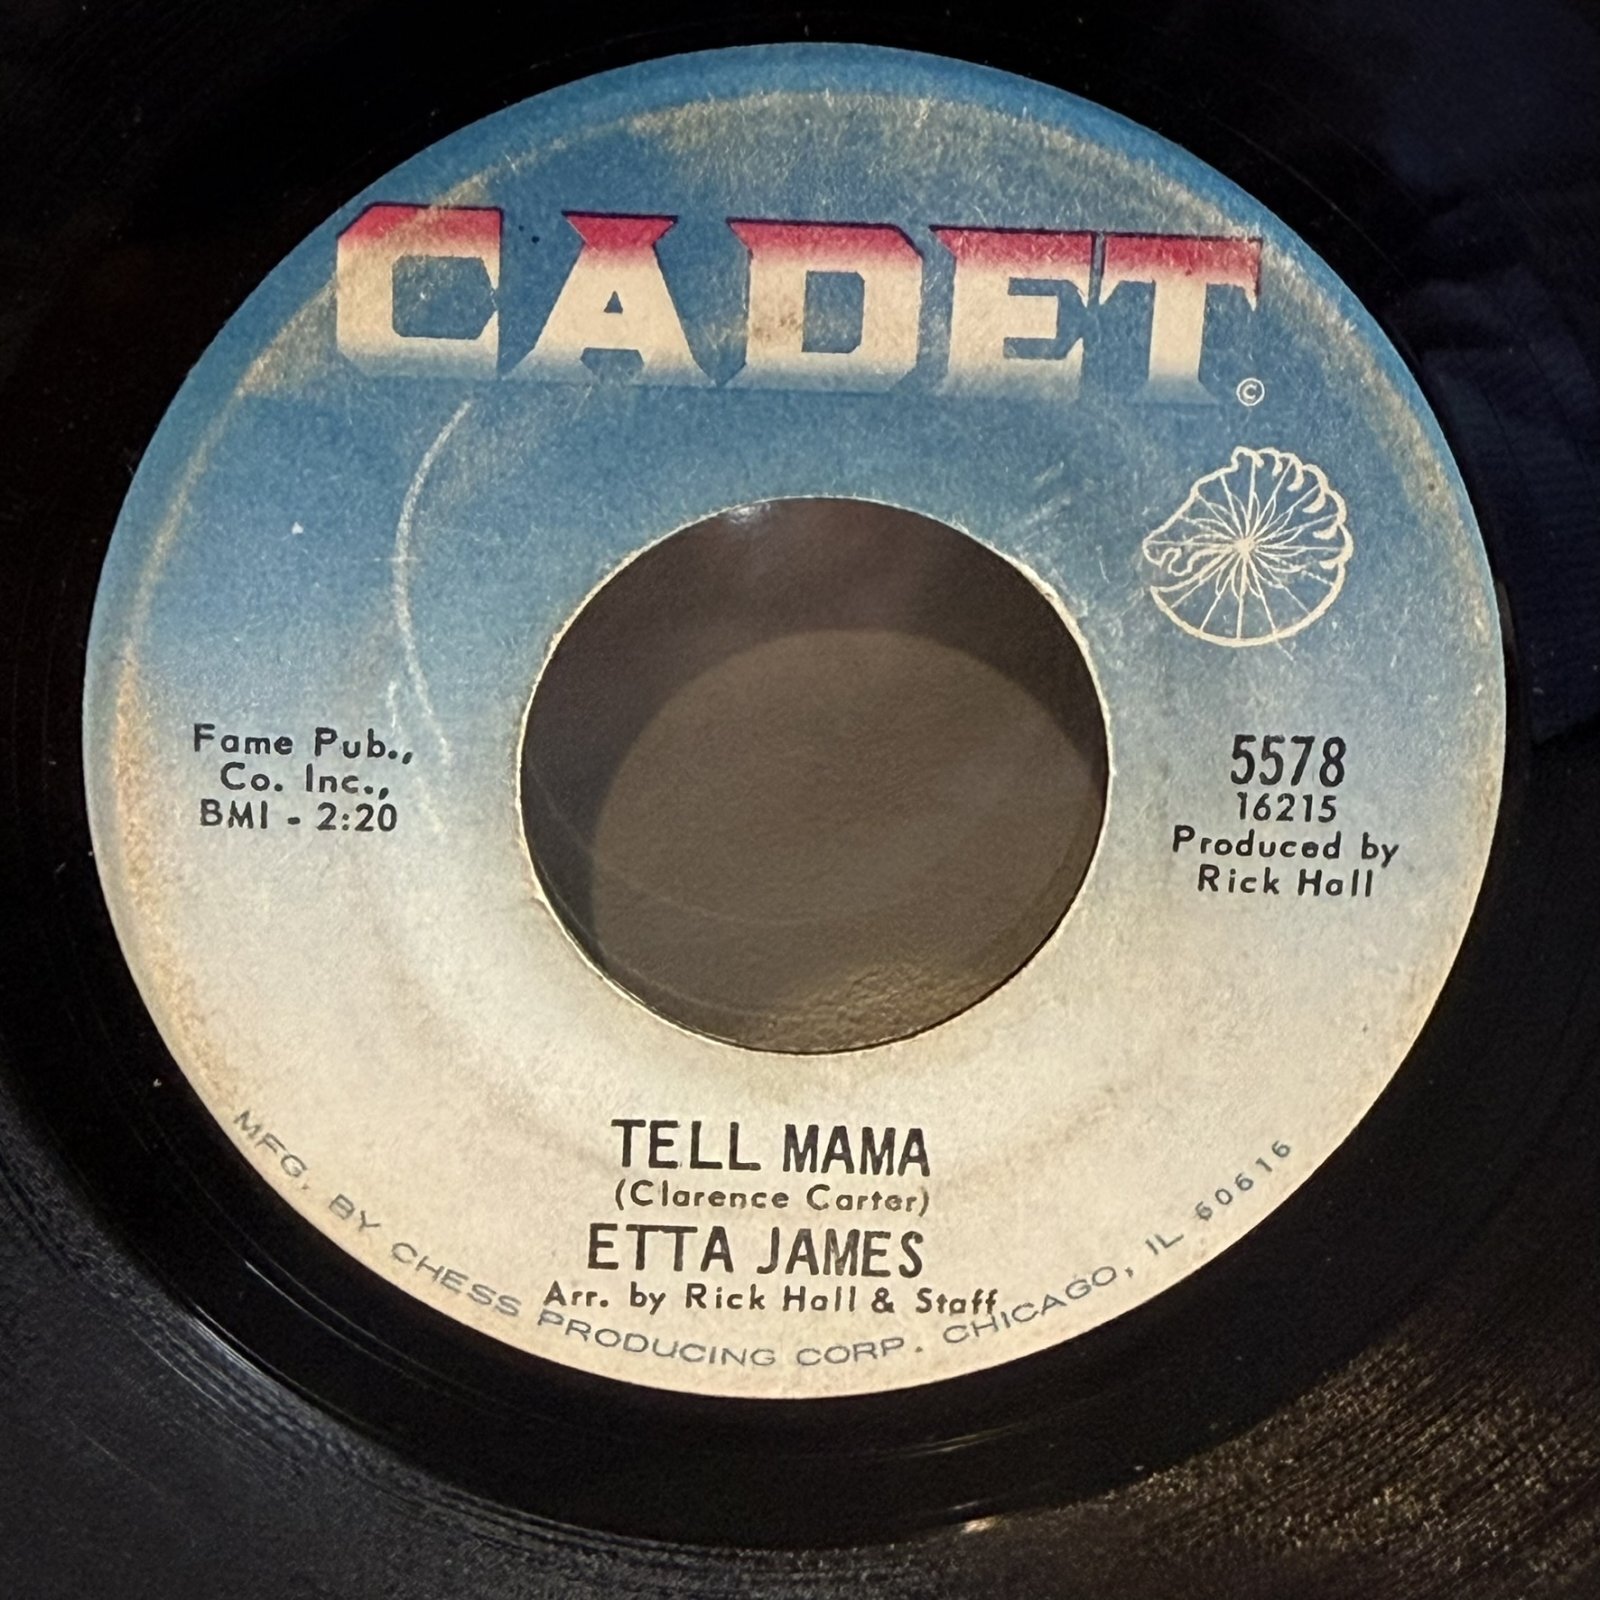 CADET
©
Fame Pub.,
Co. Inc.,
BMI - 2:20
5578
16215
Produced by
Rick Hall
TELL MAMA
(Clarence Carter)
ETTA JAMES
Arr. by Rick Hall & Staff
MFG. BY CHESS PRODUCING CORP. CHICAGO, IL 60616